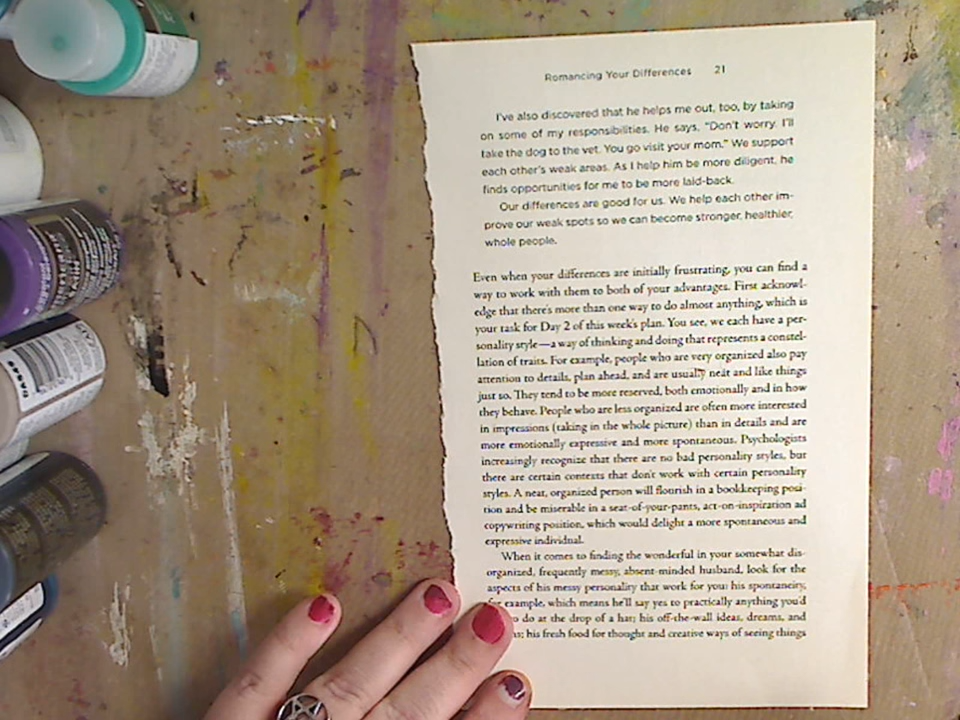 Romancing Your Differences 21
I've also discovered that he helps me out, too, by taking
on some of my responsibilities. He says, "Don't worry. I'll
take the dog to the vet. You go visit your mom." We support
each other's weak areas. As I help him be more diligent, he
finds opportunities for me to be more laid-back.
Our differences are good for us. We help each other im-
prove our weak spots so we can become stronger, healthier,
whole people.
Even when your differences are initially frustrating, you can find a
way to work with them to both of your advantages. First acknowl-
edge that there's more than one way to do almost anything, which is
your task for Day 2 of this week's plan. You see, we each have a per-
sonality style—a way of thinking and doing that represents a constel-
lation of traits. For example, people who are very organized also pay
attention to details, plan ahead, and are usually neat and like things
just so. They tend to be more reserved, both emotionally and in how
they behave. People who are less organized are often more interested
in impressions (taking in the whole picture) than in details and are
more emotionally expressive and more spontaneous. Psychologists
increasingly recognize that there are no bad personality styles, but
there are certain contexts that don't work with certain personality
styles. A neat, organized person will flourish in a bookkeeping posi-
tion and be miserable in a seat-of-your-pants, act-on-inspiration ad
copywriting position, which would delight a more spontaneous and
expressive individual.
When it comes to finding the wonderful in your somewhat dis-
organized, frequently messy, absent-minded husband, look for the
aspects of his messy personality that work for you: his spontaneity,
for example, which means he'll say yes to practically anything you'd
do at the drop of a hat; his off-the-wall ideas, dreams, and
his fresh food for thought and creative ways of seeing things